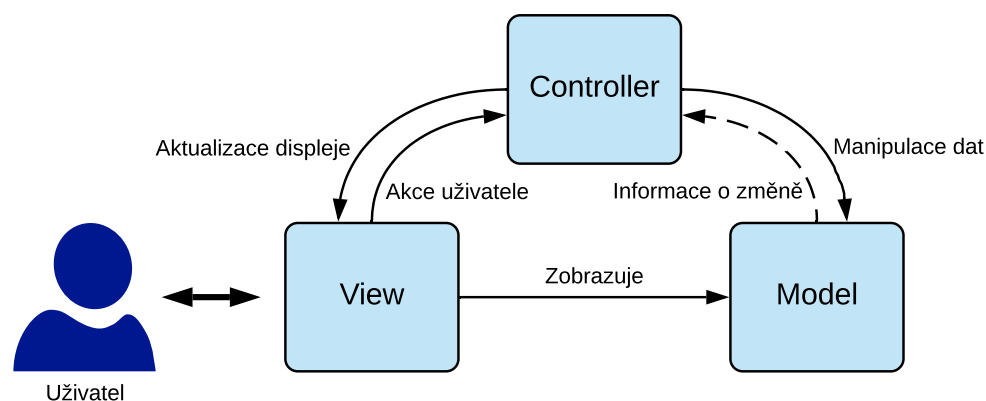 Controller
Aktualizace displeje
Manipulace dat
Akce uživatele
Informace o změně
Zobrazuje
View
Model
Uživatel